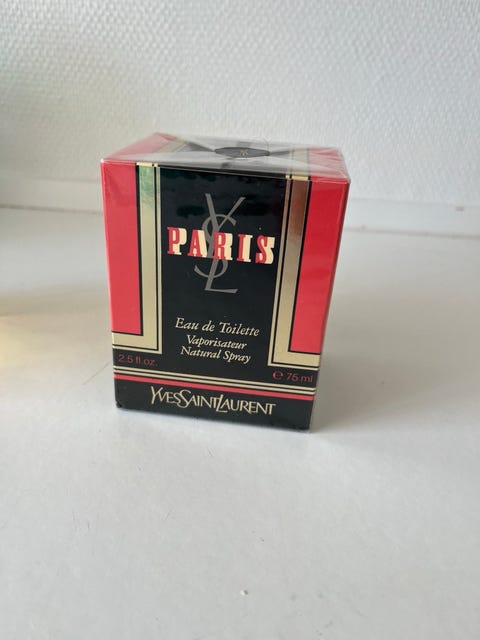 YSL
PARIS
Eau de Toilette
Vaporisateur
Natural Spray
2.5 fl.oz. ℮ 75 ml
YVESSAINTLAURENT